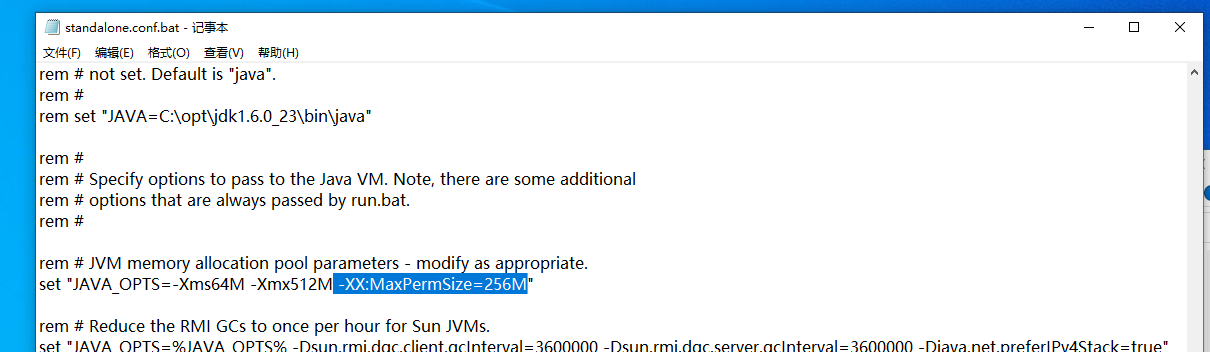 standalone.conf.bat - 记事本
文件(F) 编辑(E) 格式(O) 查看(V) 帮助(H)
rem # not set. Default is "java".
rem #
rem set "JAVA=C:\opt\jdk1.6.0_23\bin\java"
rem #
rem # Specify options to pass to the Java VM. Note, there are some additional
rem # options that are always passed by run.bat.
rem #
rem # JVM memory allocation pool parameters - modify as appropriate.
set "JAVA_OPTS=-Xms64M -Xmx512M -XX:MaxPermSize=256M"
rem # Reduce the RMI GCs to once per hour for Sun JVMs.
set "JAVA_OPTS=%JAVA_OPTS% -Dsun.rmi.dgc.client.gcInterval=3600000 -Dsun.rmi.dgc.server.gcInterval=3600000 -Djava.net.preferIPv4Stack=true"